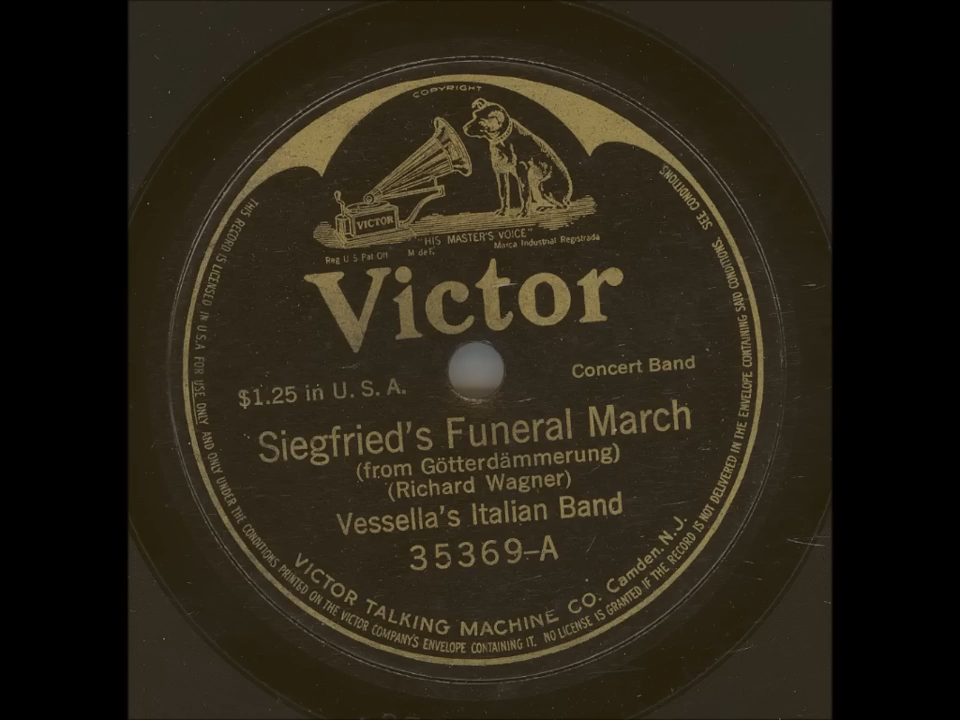 COPYRIGHT
VICTOR
"HIS MASTER'S VOICE"
Reg U S Pat Off M de F. Marca Industrial Registrada
Victor
$1.25 in U. S. A.
Concert Band
Siegfried's Funeral March
(from Götterdämmerung)
(Richard Wagner)
Vessella's Italian Band
35369-A
VICTOR TALKING MACHINE CO. Camden. N. J.
THIS RECORD IS LICENSED IN U.S.A. FOR USE ONLY AND ONLY UNDER THE CONDITIONS PRINTED ON THE VICTOR COMPANY'S ENVELOPE CONTAINING IT. NO LICENSE IS GRANTED IF THE RECORD IS NOT DELIVERED IN THE ENVELOPE CONTAINING SAID CONDITIONS. SEE CONDITIONS